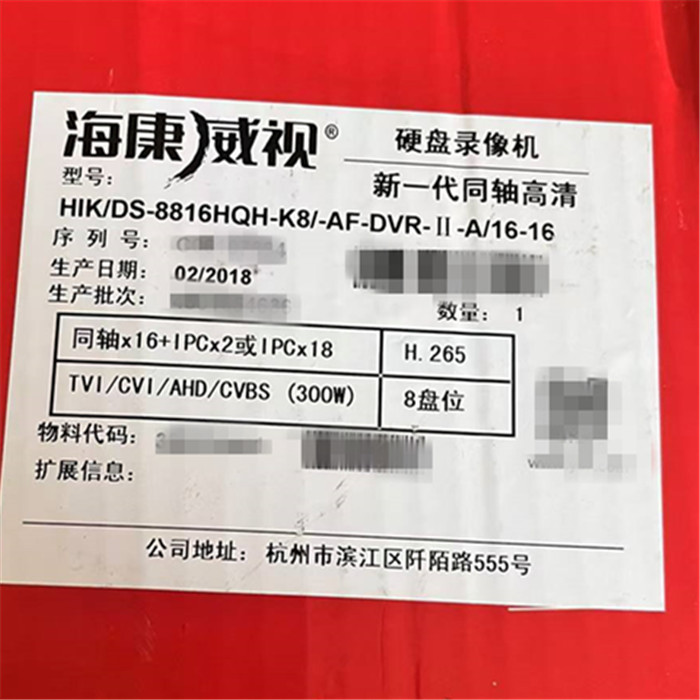 海康威视®
硬盘录像机
新一代同轴高清
型号:
HIK/DS-8816HQH-K8/-AF-DVR-Ⅱ-A/16-16
序列号:
生产日期: 02/2018
生产批次:
数量: 1
同轴x16+IPCx2或IPCx18 H.265
TVI/CVI/AHD/CVBS (300W) 8盘位
物料代码:
扩展信息:
公司地址: 杭州市滨江区阡陌路555号